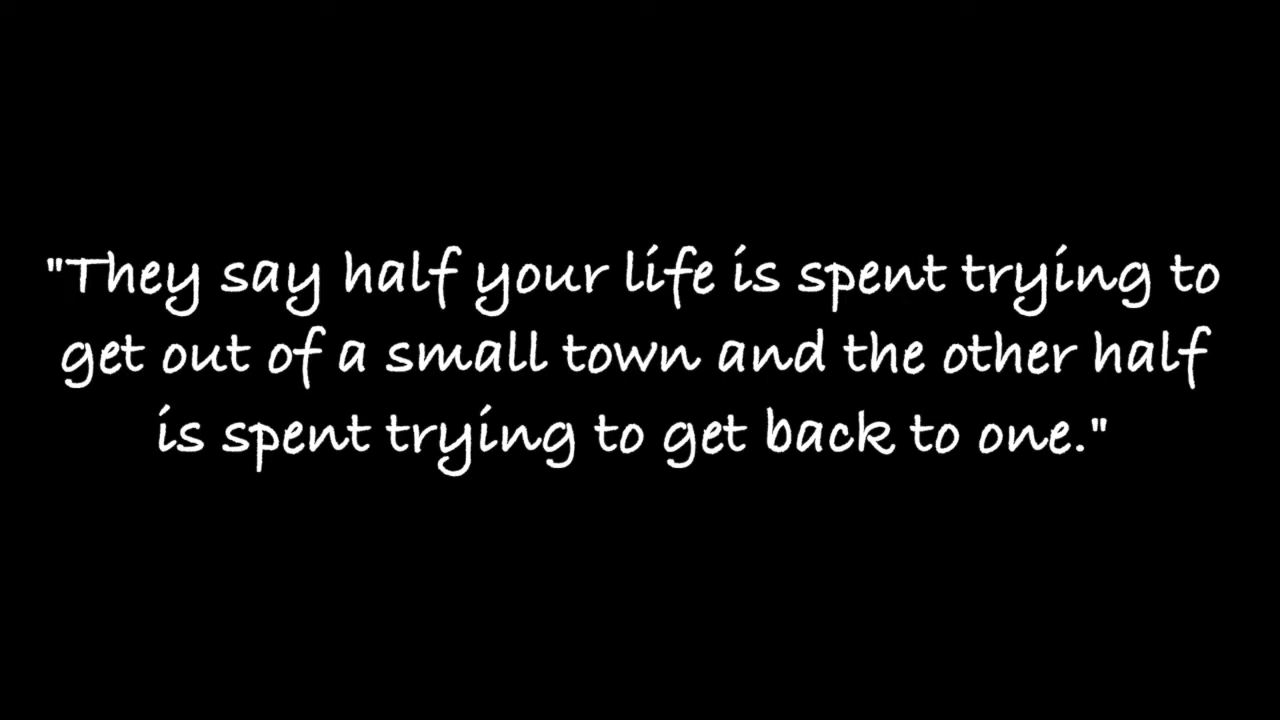 "They say half your life is spent trying to
get out of a small town and the other half
is spent trying to get back to one."